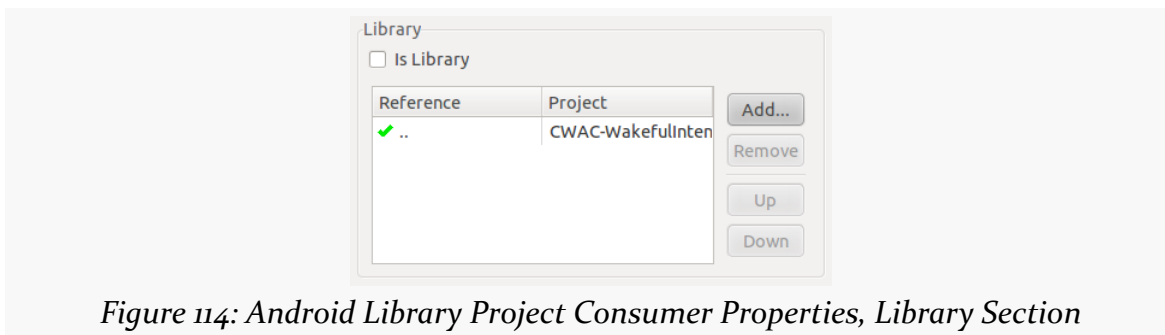 Library
Is Library
Reference Project
.. CWAC-WakefulInten
Add...
Remove
Up
Down
Figure 114: Android Library Project Consumer Properties, Library Section